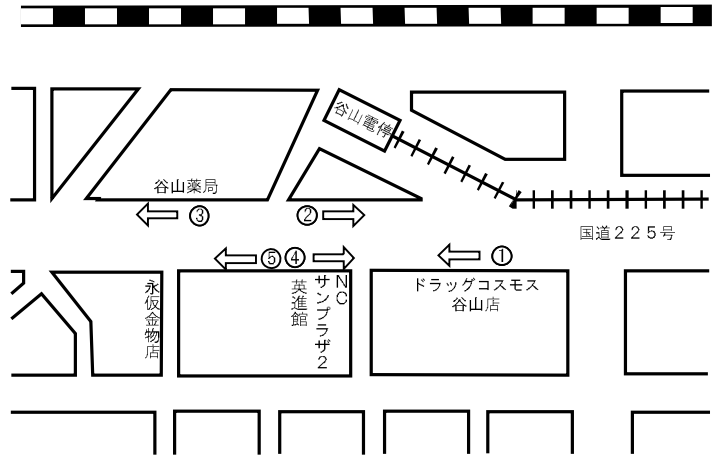 谷山電停
谷山薬局
③
②
国道２２５号
⑤
④
①
ドラッグコスモス
谷山店
永仮金物店
英進館
サンプラザ２
NC